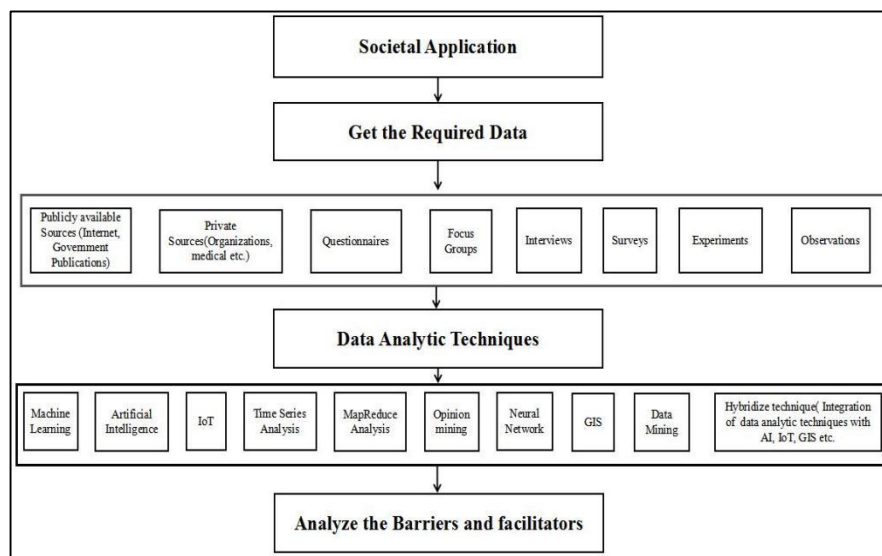 Societal Application
Get the Required Data
Publicly available
Sources (Internet,
Government
Publications)
Private
Sources(Organizations,
medical etc.)
Questionnaires
Focus
Groups
Interviews
Surveys
Experiments
Observations
Data Analytic Techniques
Machine
Learning
Artificial
Intelligence
IoT
Time Series
Analysis
MapReduce
Analysis
Opinion
mining
Neural
Network
GIS
Data
Mining
Hybridize technique( Integration
of data analytic techniques with
AI, IoT, GIS etc.
Analyze the Barriers and facilitators